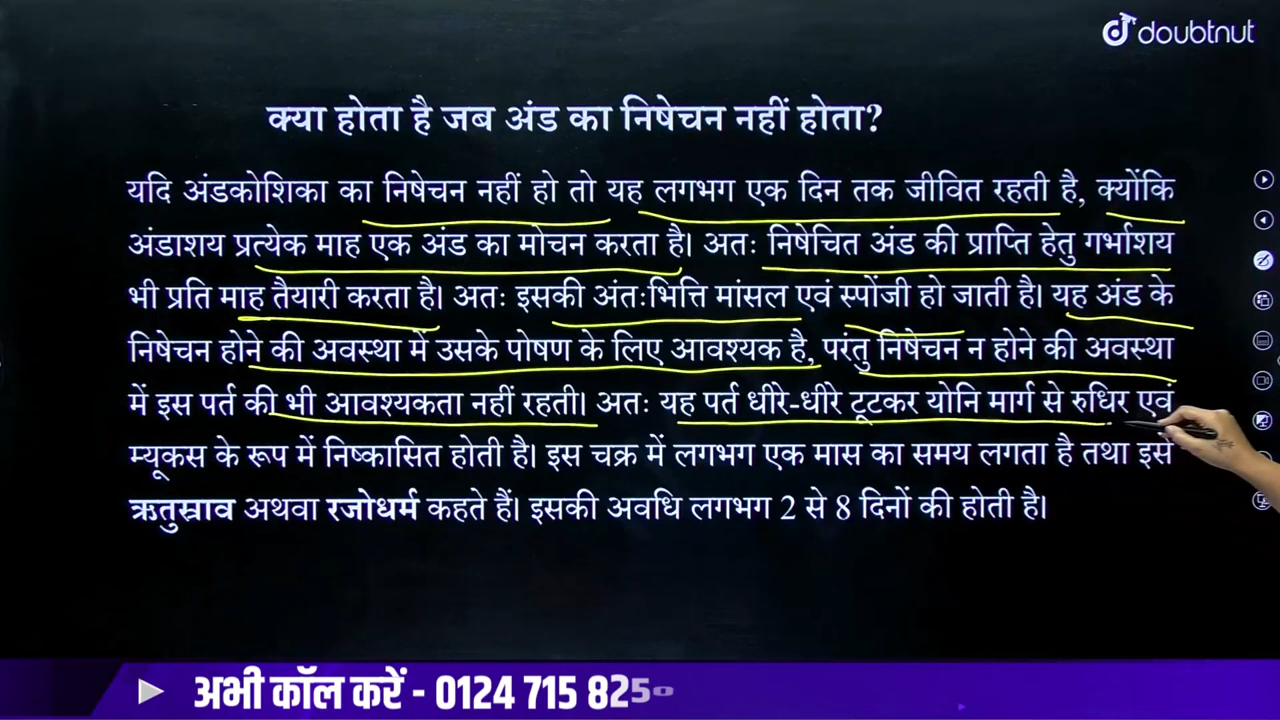 doubtnut
क्या होता है जब अंड का निषेचन नहीं होता?
यदि अंडकोशिका का निषेचन नहीं हो तो यह लगभग एक दिन तक जीवित रहती है, क्योंकि
अंडाशय प्रत्येक माह एक अंड का मोचन करता है। अतः निषेचित अंड की प्राप्ति हेतु गर्भाशय
भी प्रति माह तैयारी करता है। अतः इसकी अंतःभित्ति मांसल एवं स्पोंजी हो जाती है। यह अंड के
निषेचन होने की अवस्था में उसके पोषण के लिए आवश्यक है, परंतु निषेचन न होने की अवस्था
में इस पर्त की भी आवश्यकता नहीं रहती। अतः यह पर्त धीरे-धीरे टूटकर योनि मार्ग से रुधिर एवं
म्यूकस के रूप में निष्कासित होती है। इस चक्र में लगभग एक मास का समय लगता है तथा इसे
ऋतुस्राव अथवा रजोधर्म कहते हैं। इसकी अवधि लगभग 2 से 8 दिनों की होती है।
अभी कॉल करें - 0124 715 825०